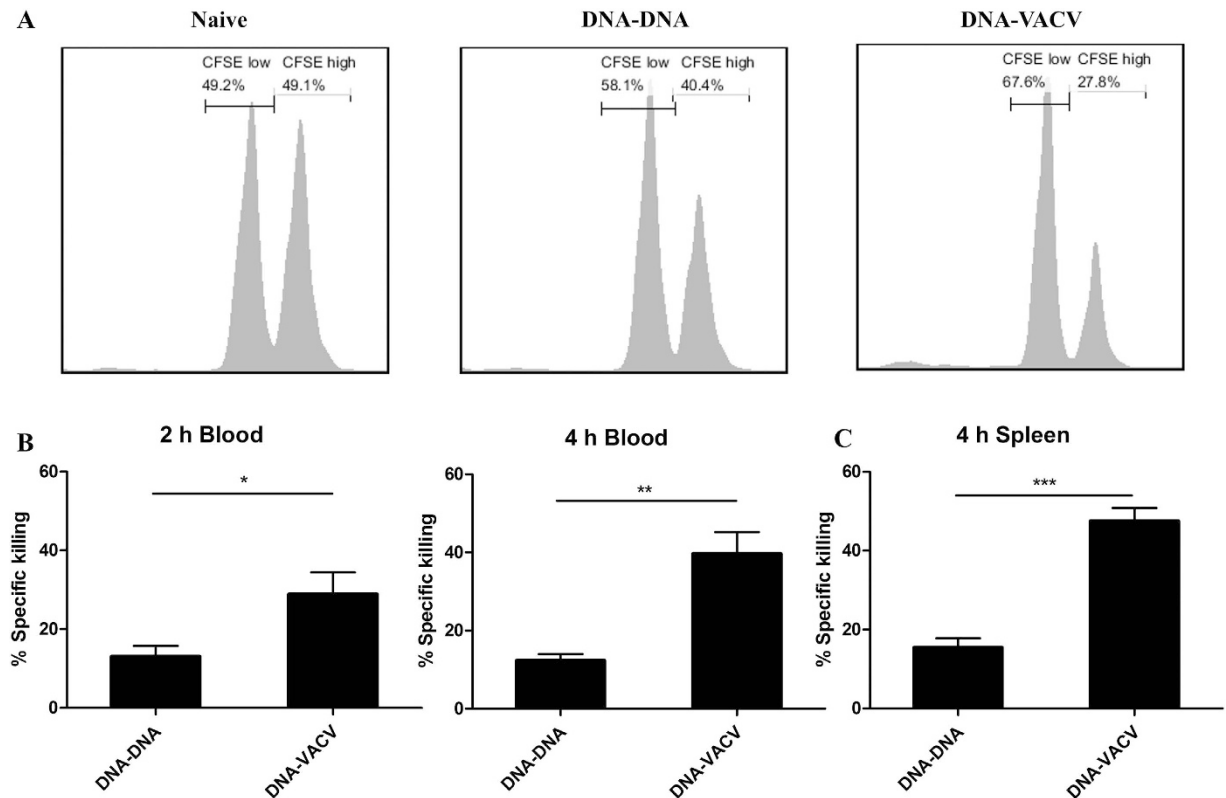 A
Naive
DNA-DNA
DNA-VACV
CFSE low CFSE high
49.2% 49.1%
CFSE low CFSE high
58.1% 40.4%
CFSE low CFSE high
67.6% 27.8%
B
2 h Blood
60
40
20
0
% Specific killing
*
DNA-DNA
DNA-VACV
4 h Blood
60
40
20
0
% Specific killing
**
DNA-DNA
DNA-VACV
C
4 h Spleen
60
40
20
0
% Specific killing
***
DNA-DNA
DNA-VACV